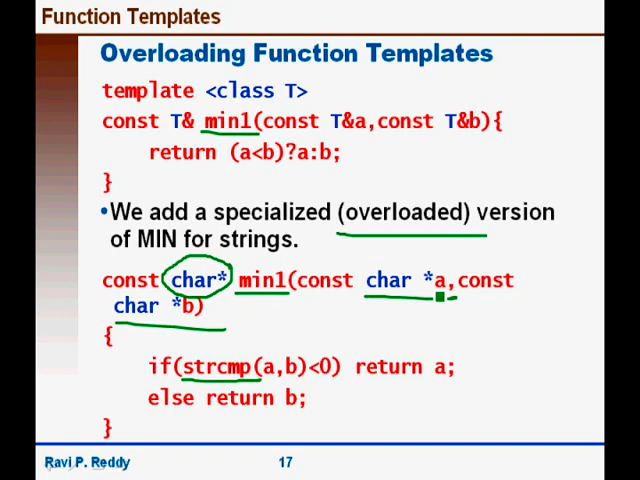 Function Templates
Overloading Function Templates
template <class T>
const T& min1(const T&a,const T&b){
return (a<b)?a:b;
}
•We add a specialized (overloaded) version
of MIN for strings.
const char* min1(const char *a,const
char *b)
{
if(strcmp(a,b)<0) return a;
else return b;
}
Ravi P. Reddy
17